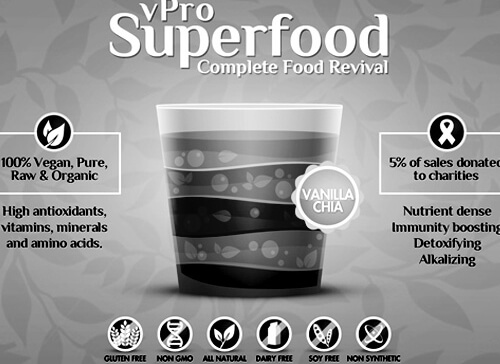 vPro
Superfood
Complete Food Revival
100% Vegan, Pure,
Raw & Organic
High antioxidants,
vitamins, minerals
and amino acids.
VANILLA
CHIA
5% of sales donated
to charities
Nutrient dense
Immunity boosting
Detoxifying
Alkalizing
GLUTEN FREE
NON GMO
ALL NATURAL
DAIRY FREE
SOY FREE
NON SYNTHETIC